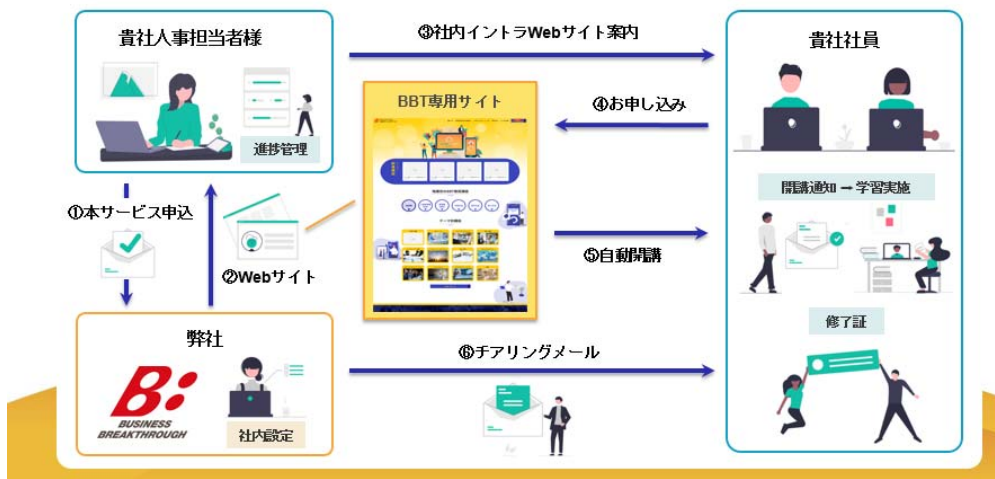 貴社人事担当者様
③社内イントラWebサイト案内
貴社社員
BBT専用サイト
④お申し込み
進捗管理
開講通知 → 学習実施
①本サービス申込
②Webサイト
⑤自動開講
修了証
弊社
⑥チアリングメール
B:
BUSINESS
BREAKTHROUGH
社内設定